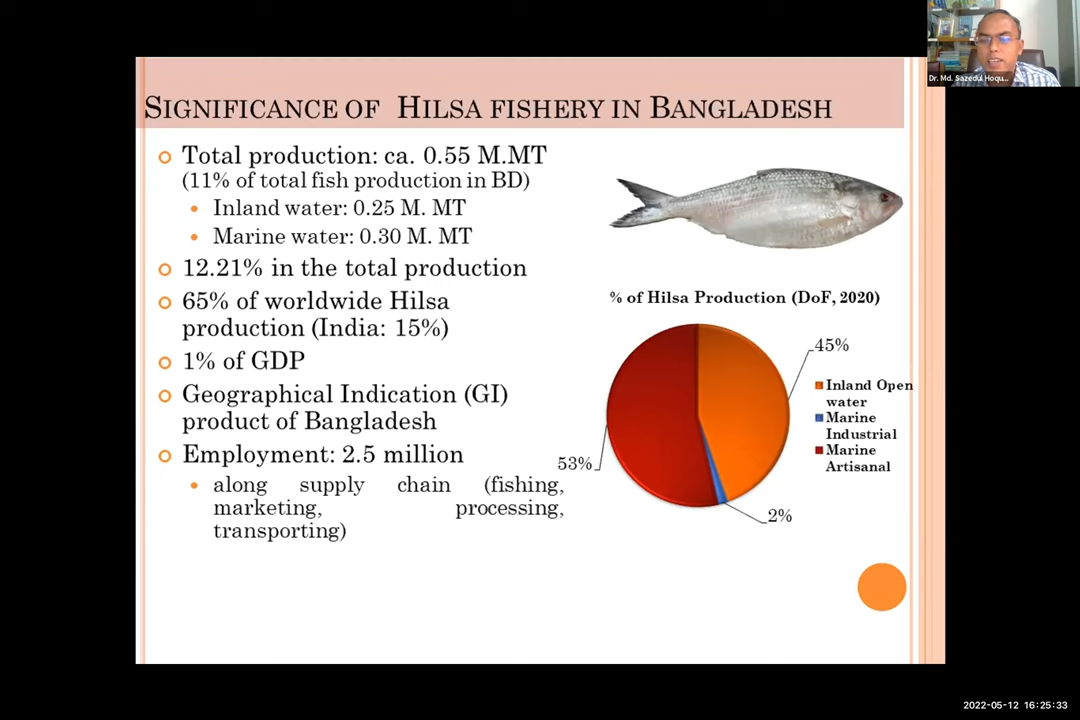 Dr. Md. Sazedul Hoqu...
SIGNIFICANCE OF HILSA FISHERY IN BANGLADESH
Total production: ca. 0.55 M.MT
(11% of total fish production in BD)
Inland water: 0.25 M. MT
Marine water: 0.30 M. MT
12.21% in the total production
65% of worldwide Hilsa
production (India: 15%)
1% of GDP
Geographical Indication (GI)
product of Bangladesh
Employment: 2.5 million
along supply chain (fishing,
marketing, processing,
transporting)
% of Hilsa Production (DoF, 2020)
45%
Inland Open
water
Marine
Industrial
Marine
Artisanal
53%
2%
2022-05-12 16:25:33